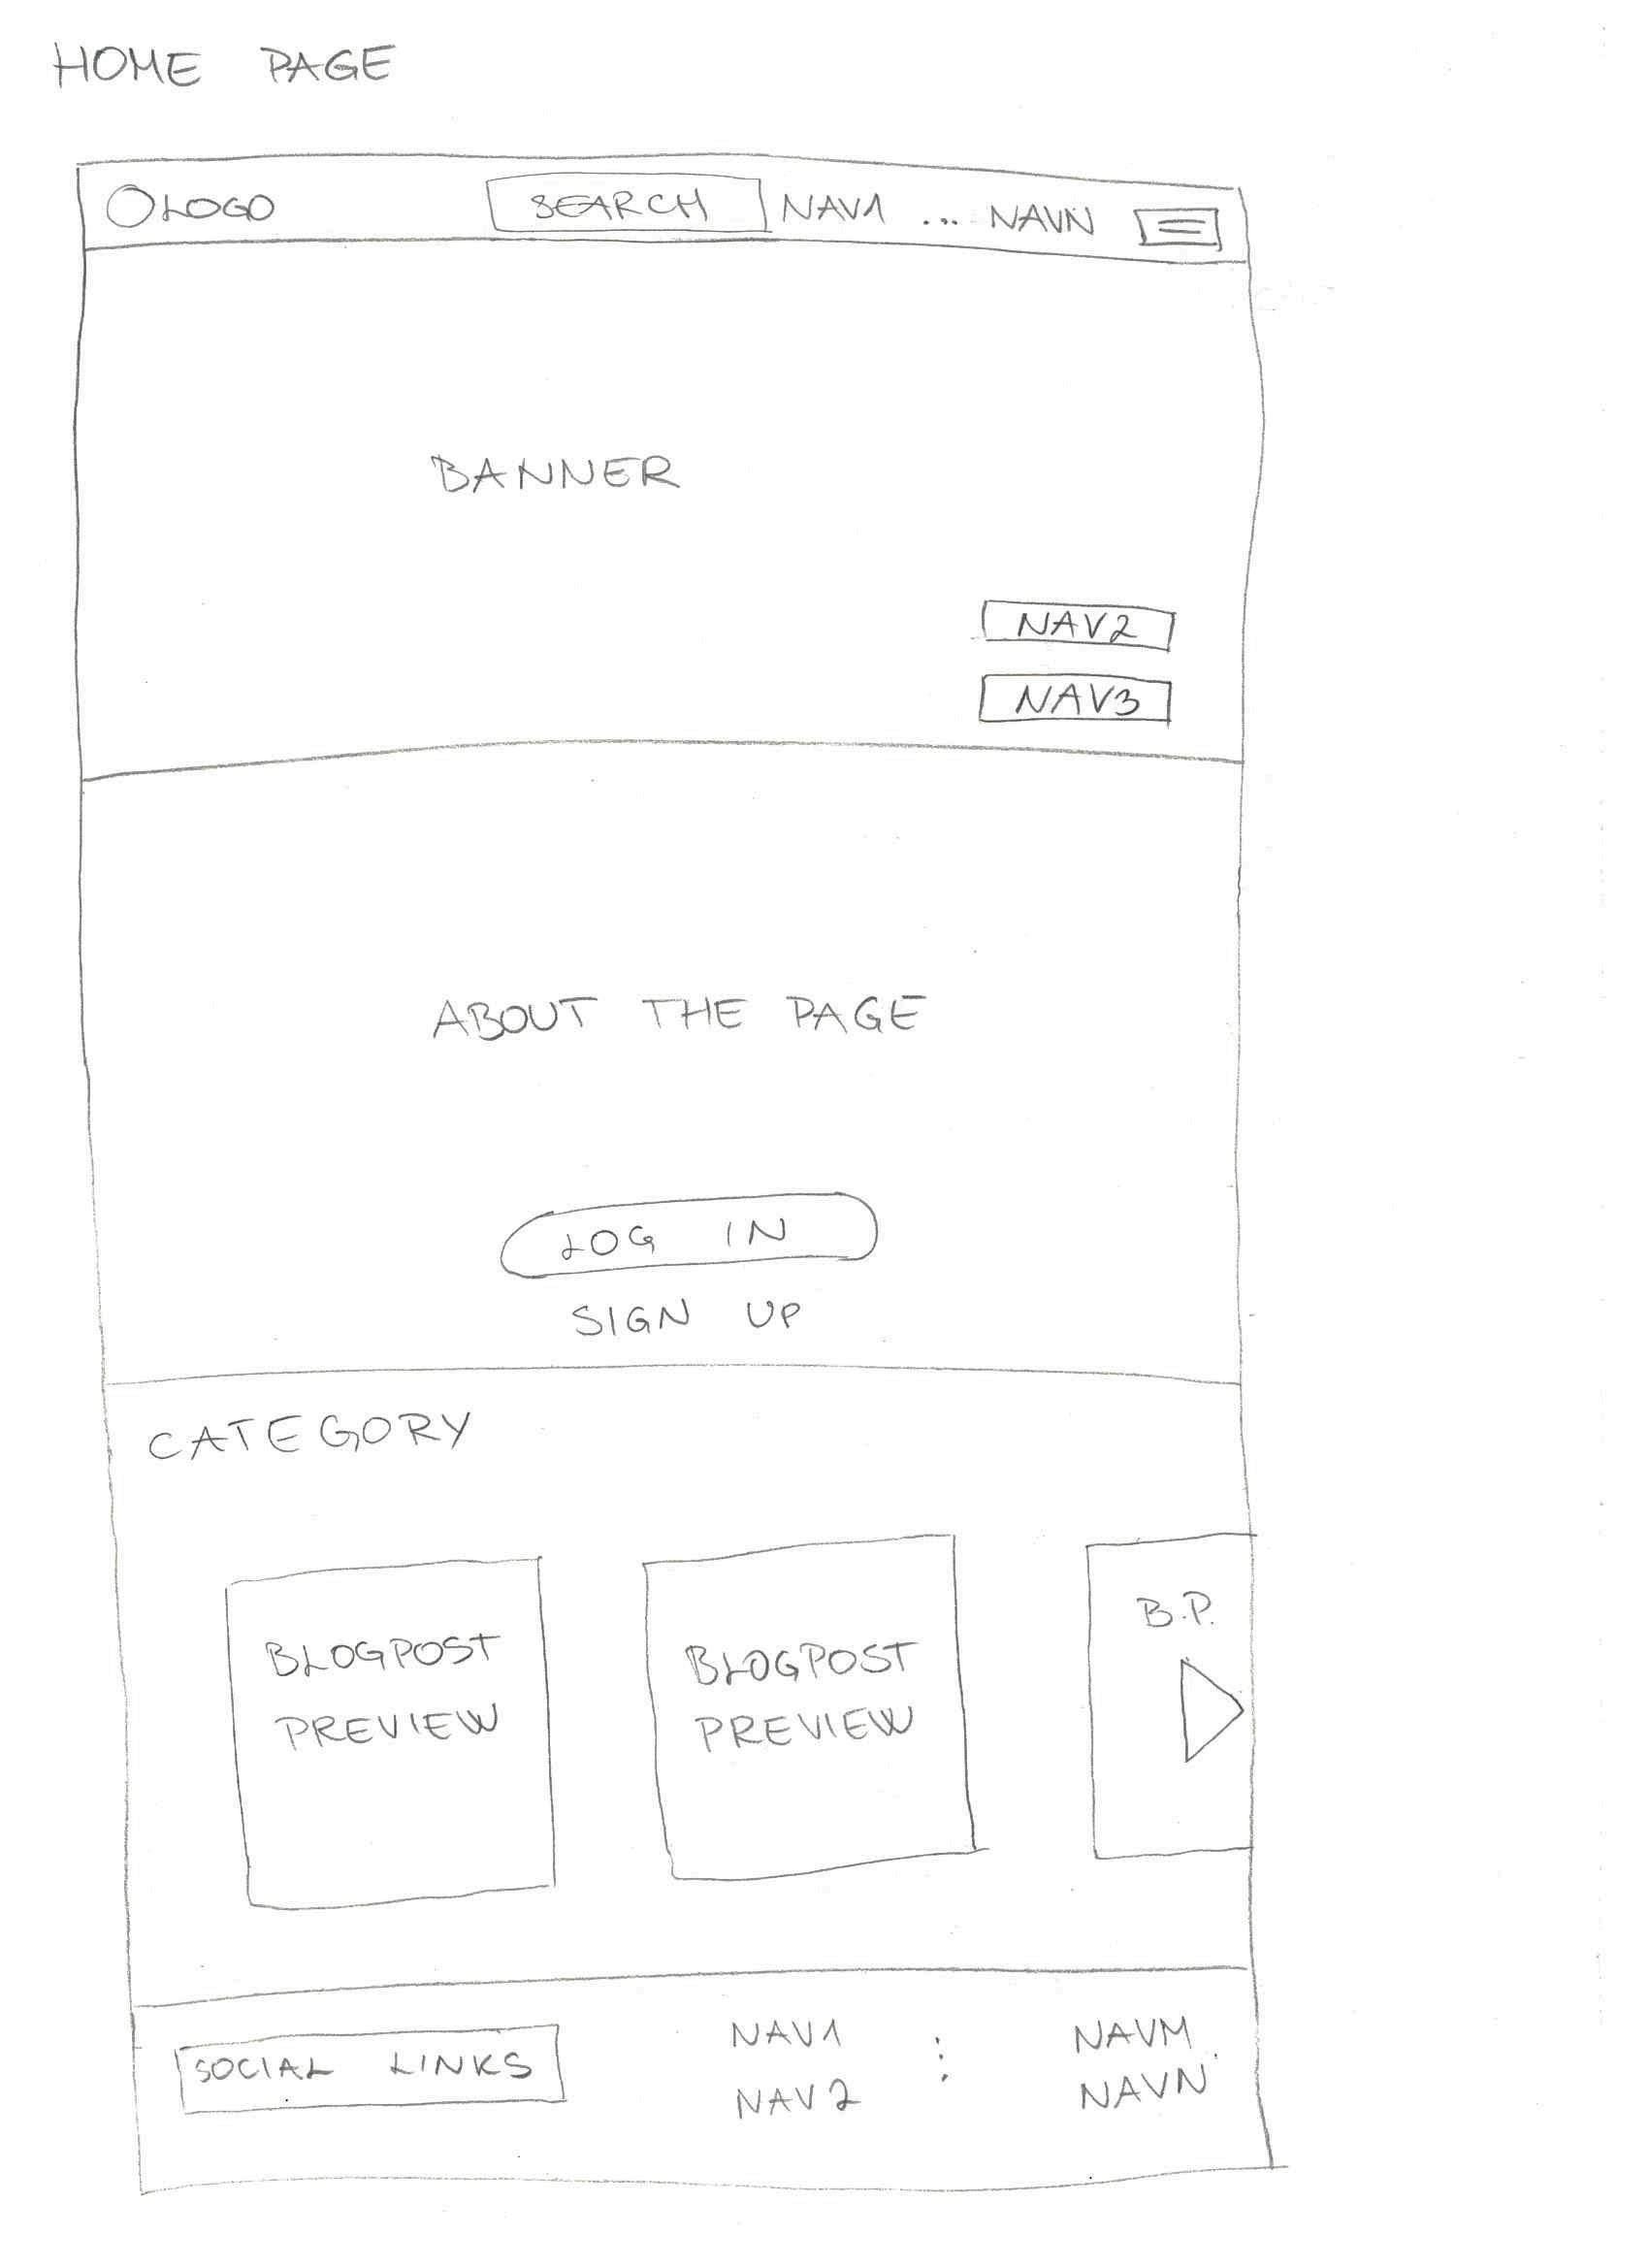 HOME PAGE
LOGO SEARCH NAV1 ... NAVN
BANNER
NAV2
NAV3
ABOUT THE PAGE
LOG IN
SIGN UP
CATEGORY
BLOGPOST
PREVIEW
BLOGPOST
PREVIEW
B.P.
SOCIAL LINKS
NAV1
NAV2
⋮
NAVM
NAVN